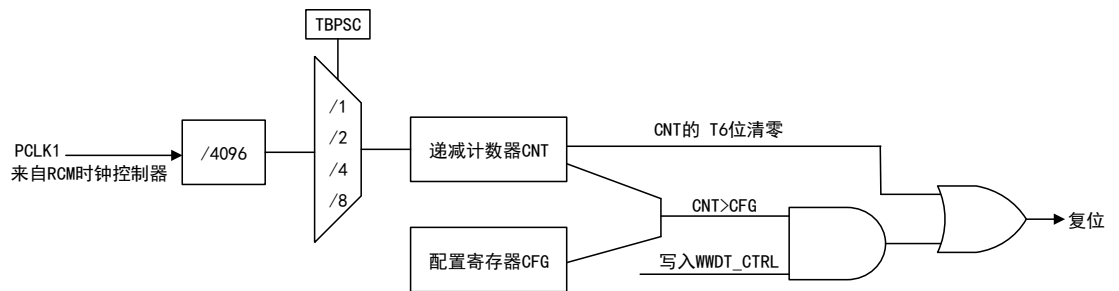 TBPSC
/1
/2
/4
/8
PCLK1
来自RCM时钟控制器
/4096
递减计数器CNT
CNT的 T6位清零
CNT>CFG
配置寄存器CFG
写入WWDT_CTRL
复位